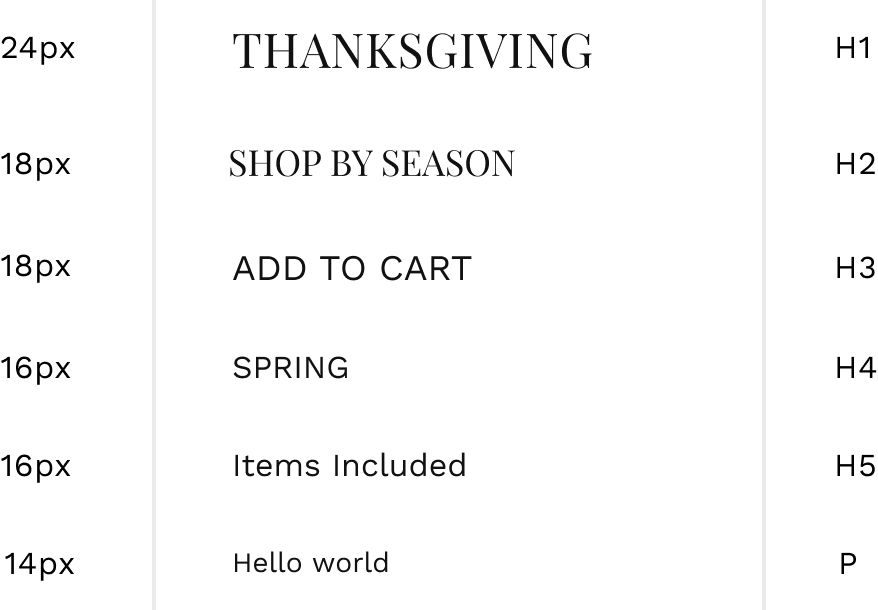 24px THANKSGIVING H1
18px SHOP BY SEASON H2
18px ADD TO CART H3
16px SPRING H4
16px Items Included H5
14px Hello world P